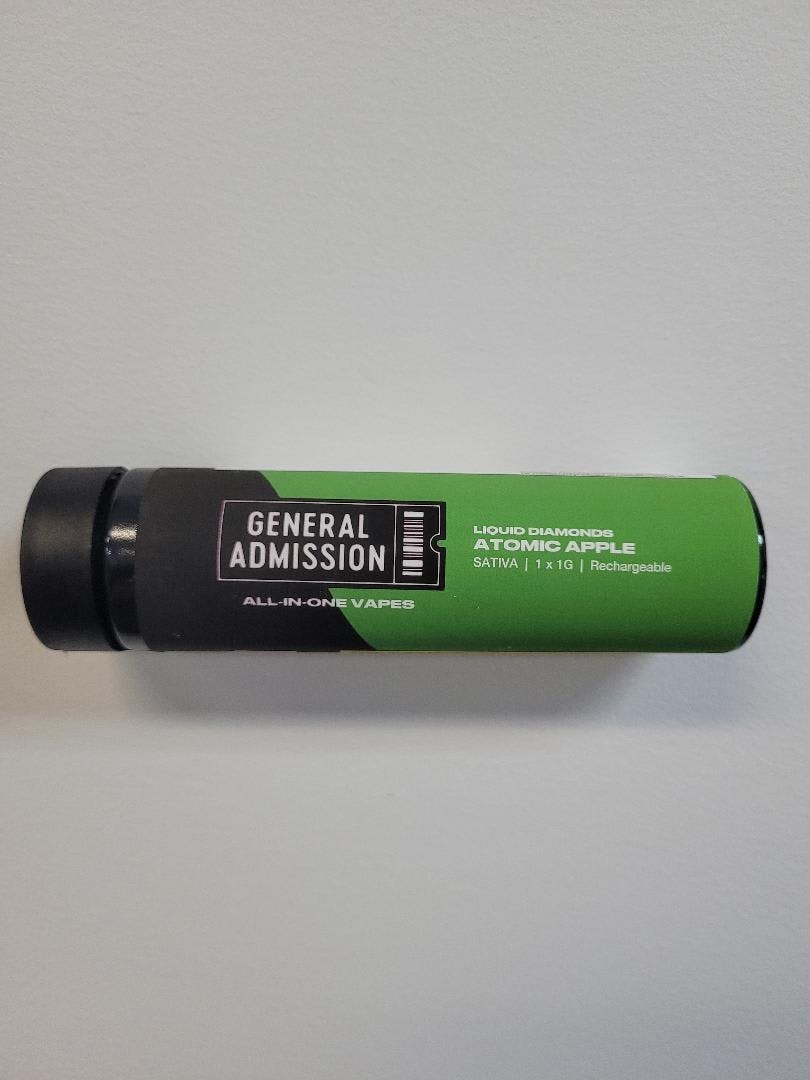 GENERAL
ADMISSION
ALL-IN-ONE VAPES
LIQUID DIAMONDS
ATOMIC APPLE
SATIVA | 1 x 1G | Rechargeable